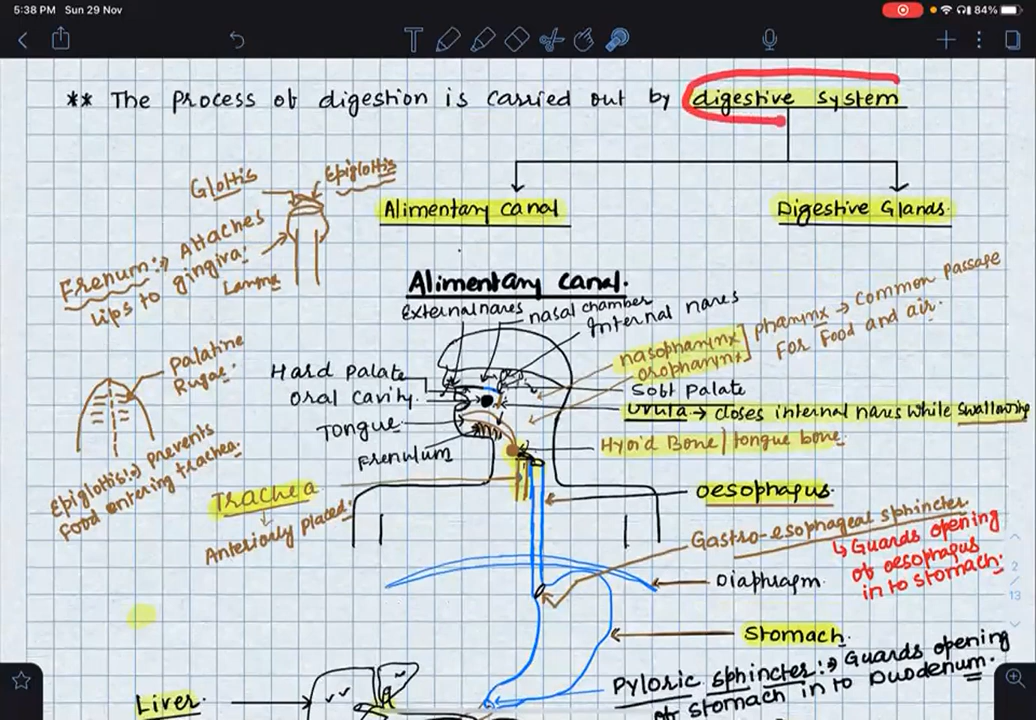 5:38 PM Sun 29 Nov
84%
** The process of digestion is carried out by digestive system
Alimentary canal
Digestive Glands.
Glottis
Epiglottis
Frenum:→ Attaches
lips to gingiva.
Larynx
Alimentary canal.
External nares
nasal chamber
Internal nares
nasopharynx
oropharynx
pharynx → Common passage
For Food and air.
Palatine
Rugae.
Hard Palate
Oral Cavity.
Tongue.
Frenulum
Soft Palate
Uvula → closes internal nares while swallowing
Hyoid Bone / tongue bone.
Epiglottis:→ prevents
Food entering trachea.
Trachea
Anteriorly placed.
Oesophagus.
Gastro-esophageal sphincter
↳ Guards opening
of oesophagus
in to stomach.
Diaphragm.
Stomach.
Pyloric sphincter:→ Guards opening
of stomach in to Duodenum.
Liver.
2
13